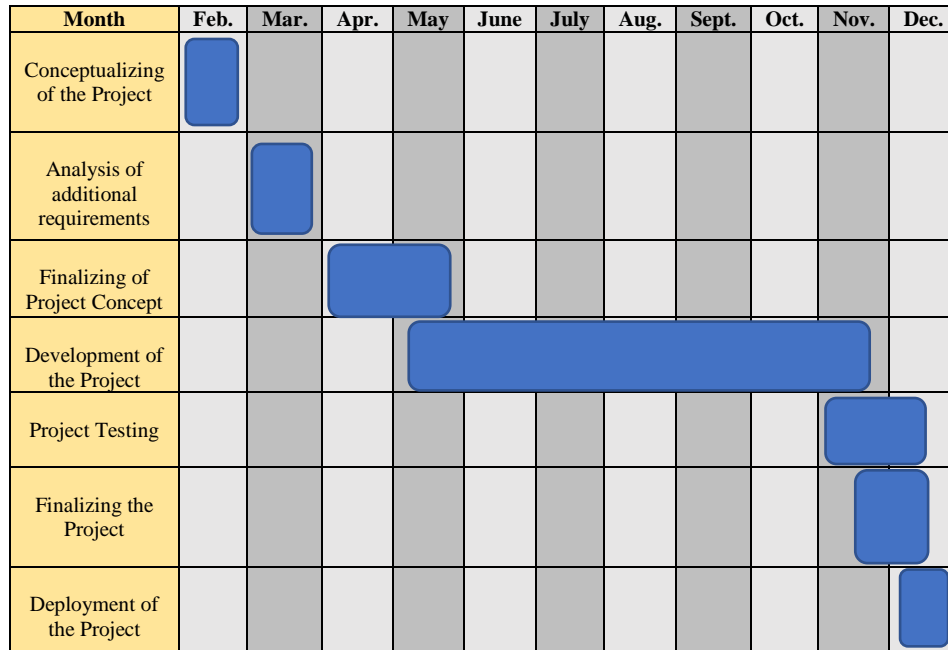 Month Feb. Mar. Apr. May June July Aug. Sept. Oct. Nov. Dec.
Conceptualizing
of the Project
Analysis of
additional
requirements
Finalizing of
Project Concept
Development of
the Project
Project Testing
Finalizing the
Project
Deployment of
the Project